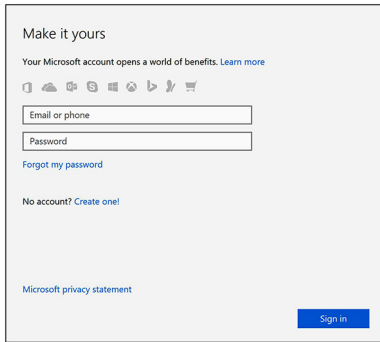 Make it yours
Your Microsoft account opens a world of benefits. Learn more
Email or phone
Password
Forgot my password
No account? Create one!
Microsoft privacy statement
Sign in